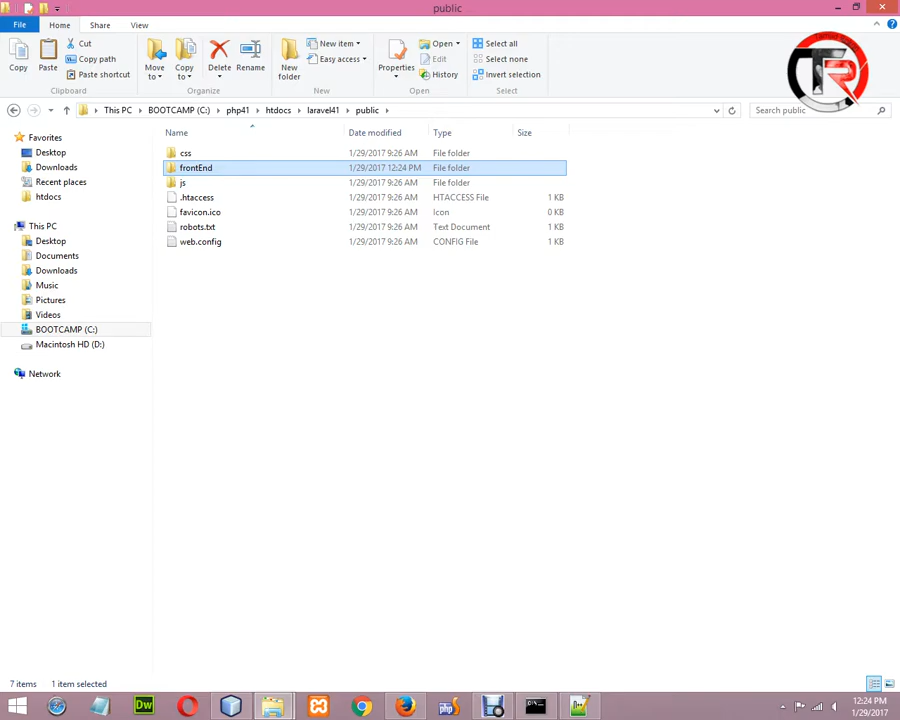 public
File Home Share View
Copy Paste Cut Copy path Paste shortcut Move to Copy to Delete Rename New folder New item Easy access Properties Open Edit History Select all Select none Invert selection
Clipboard Organize New Open Select
This PC BOOTCAMP (C:) php41 htdocs laravel41 public Search public
Name Date modified Type Size
css 1/29/2017 9:26 AM File folder
frontEnd 1/29/2017 12:24 PM File folder
js 1/29/2017 9:26 AM File folder
.htaccess 1/29/2017 9:26 AM HTACCESS File 1 KB
favicon.ico 1/29/2017 9:26 AM Icon 0 KB
robots.txt 1/29/2017 9:26 AM Text Document 1 KB
web.config 1/29/2017 9:26 AM CONFIG File 1 KB
Favorites
Desktop
Downloads
Recent places
htdocs
This PC
Desktop
Documents
Downloads
Music
Pictures
Videos
BOOTCAMP (C:)
Macintosh HD (D:)
Network
7 items 1 item selected
Dw
php
12:24 PM
1/29/2017